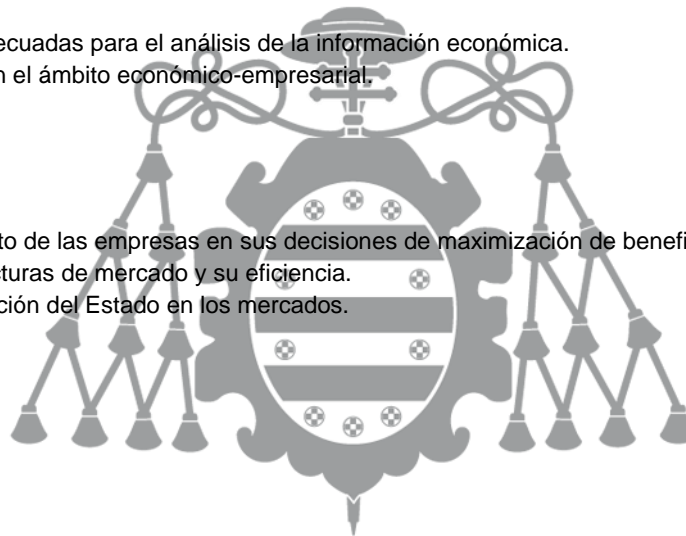 ecuadas para el análisis de la información económica.
n el ámbito económico-empresarial.
to de las empresas en sus decisiones de maximización de benefi
cturas de mercado y su eficiencia.
ción del Estado en los mercados.